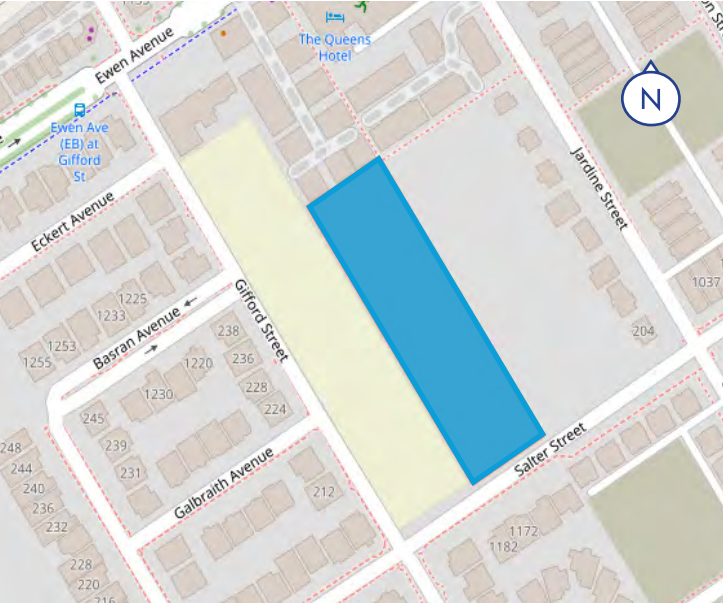 Ewen Avenue
The Queens
Hotel
N
Ewen Ave
(EB) at
Gifford
St
Jardine Street
Eckert Avenue
1225
1233
Basran Avenue
1253
1255
Gifford Street
1037
204
238
236
228
224
1220
1230
245
239
231
248
244
240
236
232
228
220
216
Galbraith Avenue
212
Salter Street
1172
1182